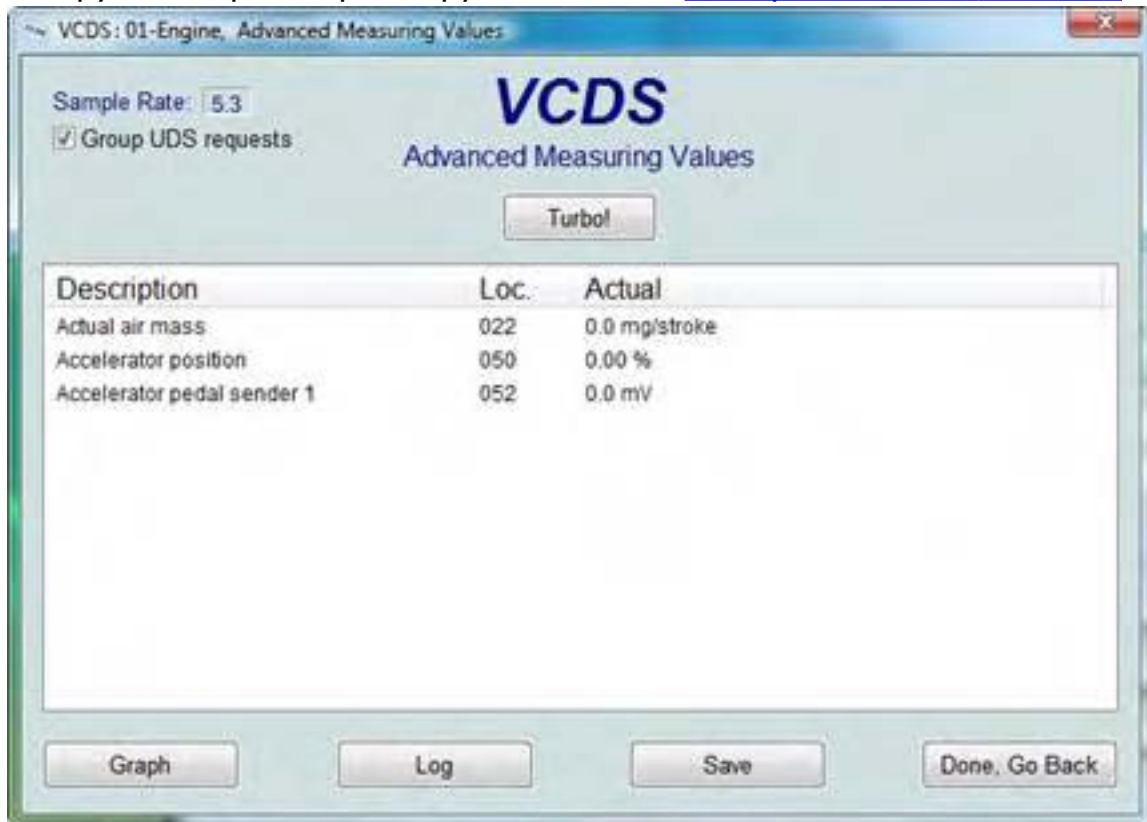 VCDS: 01-Engine, Advanced Measuring Values
Sample Rate: 5.3
Group UDS requests
VCDS
Advanced Measuring Values
Turbo!
Description Loc. Actual
Actual air mass 022 0.0 mg/stroke
Accelerator position 050 0.00 %
Accelerator pedal sender 1 052 0.0 mV
Graph Log Save Done, Go Back